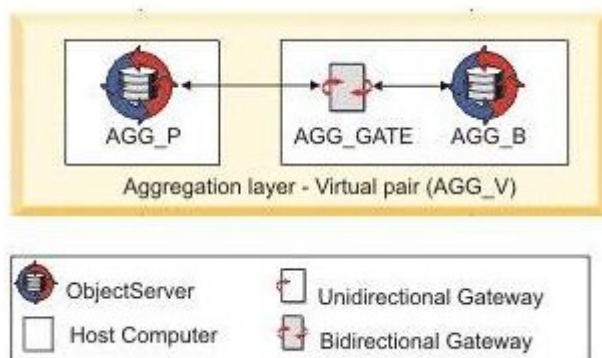 AGG_P
AGG_GATE
AGG_B
Aggregation layer - Virtual pair (AGG_V)
ObjectServer
Unidirectional Gateway
Host Computer
Bidirectional Gateway